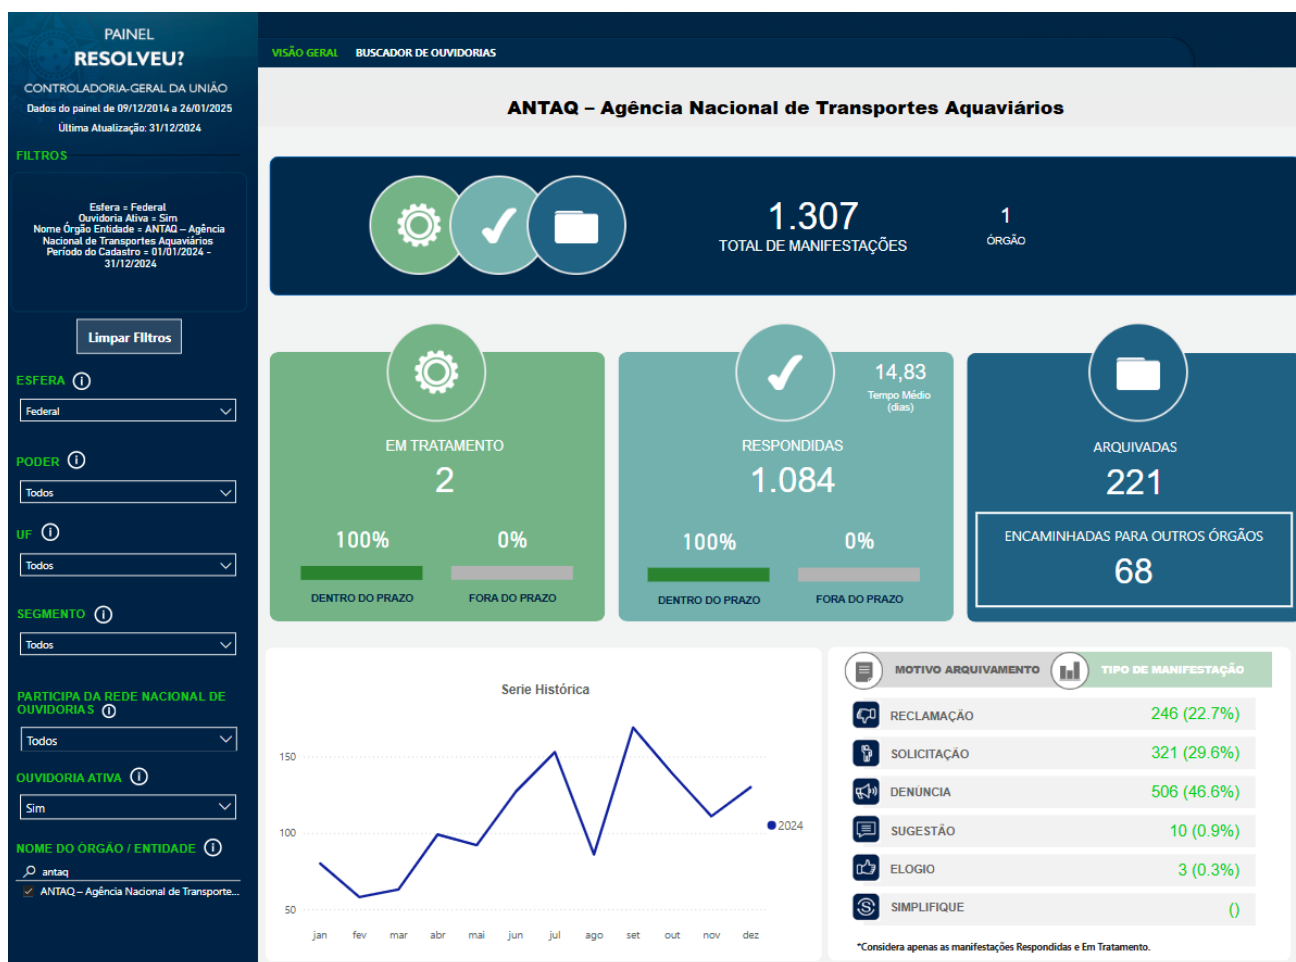 PAINEL
RESOLVEU?
CONTROLADORIA-GERAL DA UNIÃO
Dados do painel de 09/12/2014 a 26/01/2025
Última Atualização: 31/12/2024
FILTROS
Esfera = Federal
Ouvidoria Ativa = Sim
Nome Órgão Entidade = ANTAQ – Agência
Nacional de Transportes Aquaviários
Período do Cadastro = 01/01/2024 -
31/12/2024
Limpar FIltros
ESFERA
Federal
PODER
Todos
UF
Todos
SEGMENTO
Todos
PARTICIPA DA REDE NACIONAL DE
OUVIDORIAS
Todos
OUVIDORIA ATIVA
Sim
NOME DO ÓRGÃO / ENTIDADE
antaq
ANTAQ – Agência Nacional de Transporte...
VISÃO GERAL BUSCADOR DE OUVIDORIAS
ANTAQ – Agência Nacional de Transportes Aquaviários
1.307
TOTAL DE MANIFESTAÇÕES
1
ÓRGÃO
EM TRATAMENTO
2
100% 0%
DENTRO DO PRAZO FORA DO PRAZO
14,83
Tempo Médio
(dias)
RESPONDIDAS
1.084
100% 0%
DENTRO DO PRAZO FORA DO PRAZO
ARQUIVADAS
221
ENCAMINHADAS PARA OUTROS ÓRGÃOS
68
Serie Histórica
150
100
50
jan fev mar abr mai jun jul ago set out nov dez
2024
MOTIVO ARQUIVAMENTO TIPO DE MANIFESTAÇÃO
RECLAMAÇÃO 246 (22.7%)
SOLICITAÇÃO 321 (29.6%)
DENÚNCIA 506 (46.6%)
SUGESTÃO 10 (0.9%)
ELOGIO 3 (0.3%)
SIMPLIFIQUE ()
*Considera apenas as manifestações Respondidas e Em Tratamento.